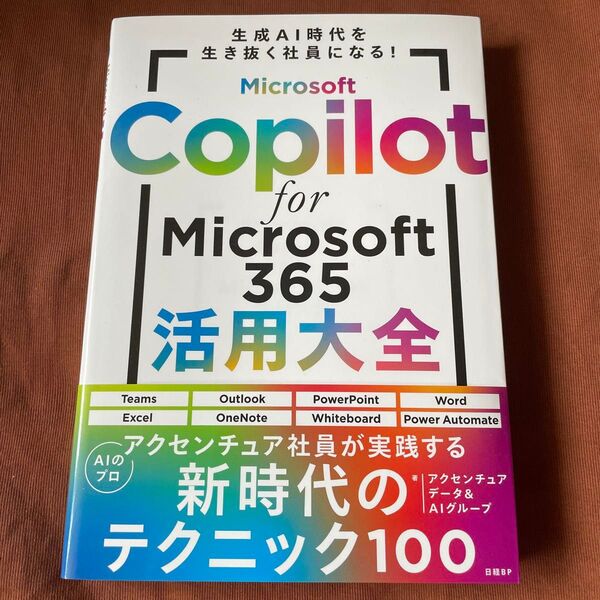 生成AI時代を
生き抜く社員になる!
Microsoft
Copilot
for
Microsoft
365
活用大全
Teams
Outlook
PowerPoint
Word
Excel
OneNote
Whiteboard
Power Automate
AIの
プロ
アクセンチュア社員が実践する
新時代の
テクニック100
著
アクセンチュア
データ&
AIグループ
日経BP